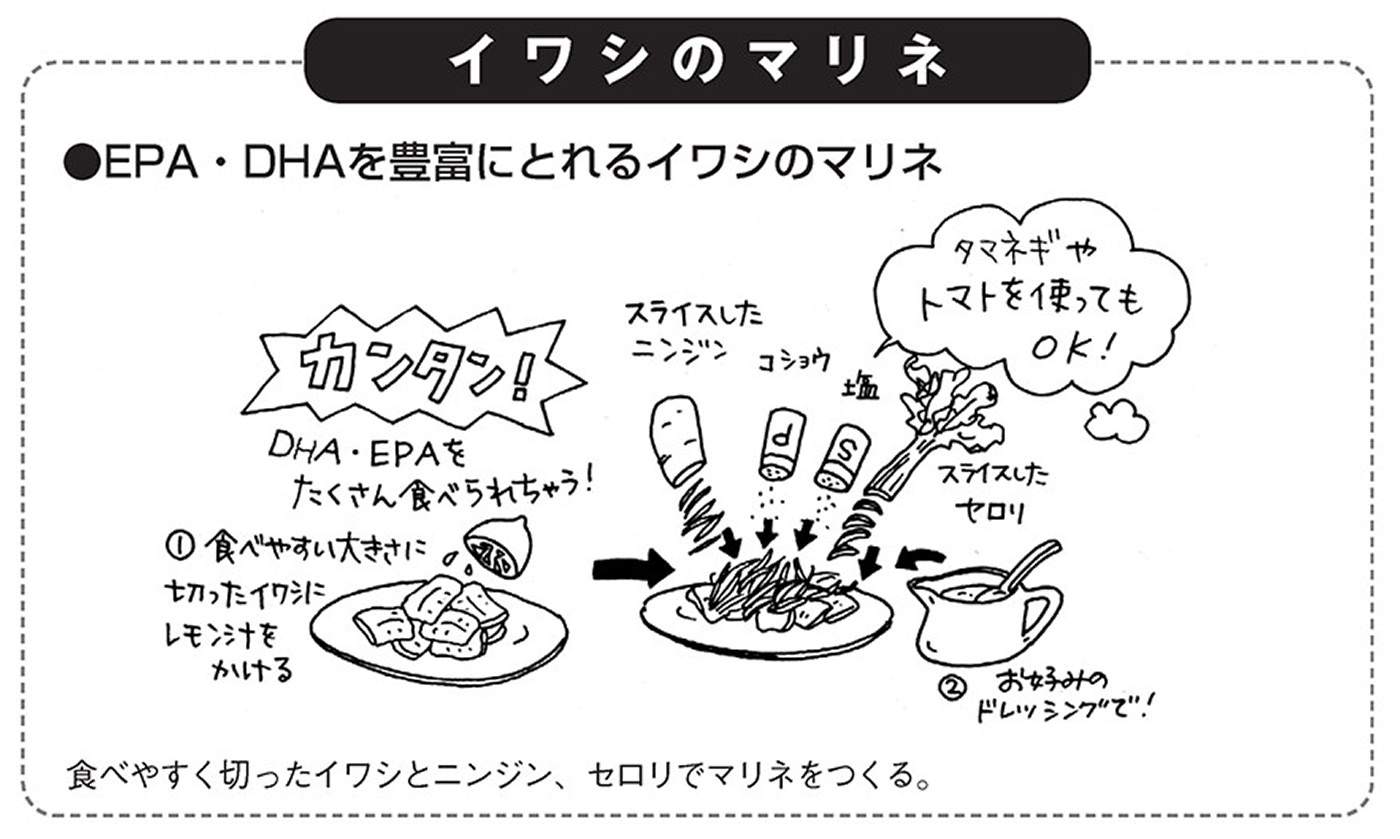 イワシのマリネ
●EPA・DHAを豊富にとれるイワシのマリネ
カンタン!
DHA・EPAを
たくさん食べられちゃう!
① 食べやすい大きさに
切ったイワシに
レモン汁を
かける
スライスした
ニンジン
コショウ
塩
P
S
タマネギや
トマトを使っても
OK!
スライスした
セロリ
② お好みの
ドレッシングで!
食べやすく切ったイワシとニンジン、セロリでマリネをつくる。